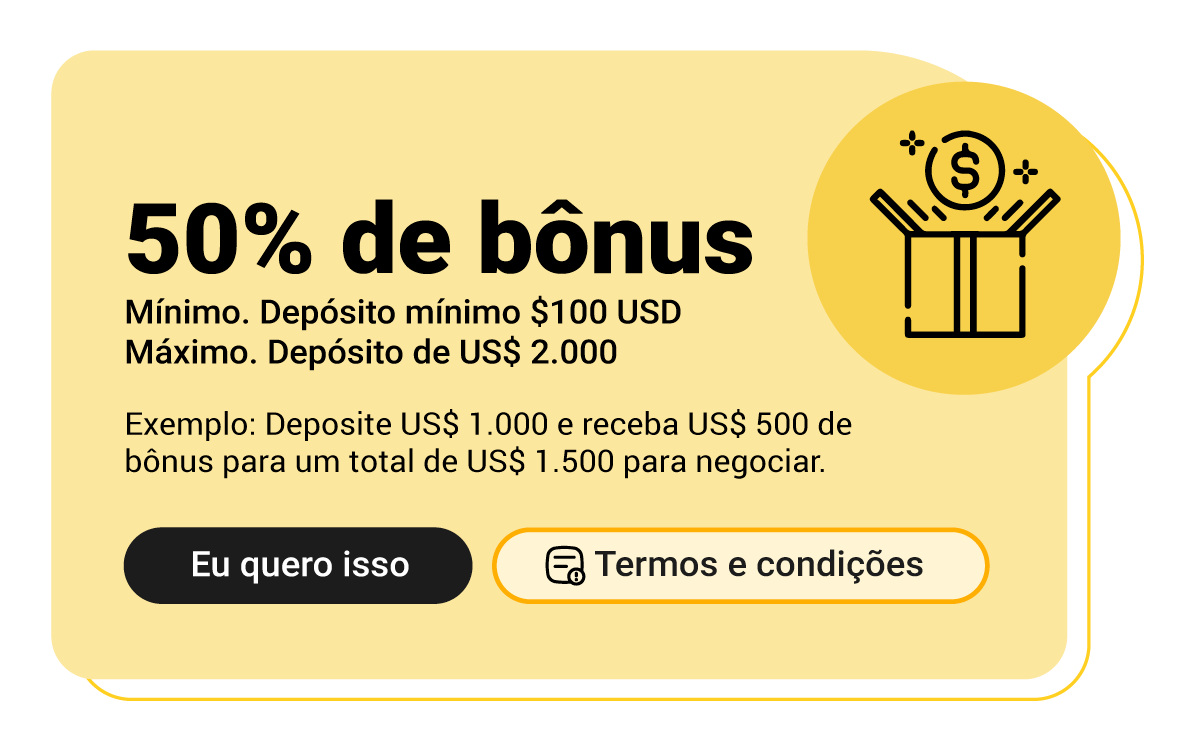 50% de bônus
Mínimo. Depósito mínimo $100 USD
Máximo. Depósito de US$ 2.000
Exemplo: Deposite US$ 1.000 e receba US$ 500 de
bônus para um total de US$ 1.500 para negociar.
Eu quero isso
Termos e condições